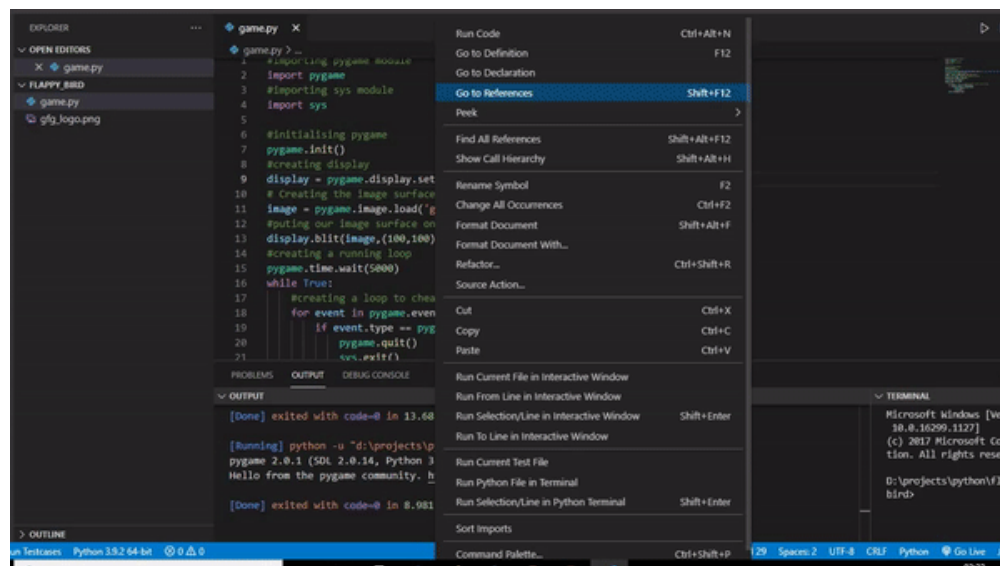 EXPLORER
OPEN EDITORS
game.py
FLAPPY_BIRD
game.py
gfg_logo.png
OUTLINE
game.py
game.py > ...
1 #importing pygame module
2 import pygame
3 #importing sys module
4 import sys
5
6 #initialising pygame
7 pygame.init()
8 #creating display
9 display = pygame.display.set
10 # Creating the image surface
11 image = pygame.image.load('g
12 #puting our image surface on
13 display.blit(image,(100,100)
14 #creating a running loop
15 pygame.time.wait(5000)
16 while True:
17 #creating a loop to chea
18 for event in pygame.even
19 if event.type == pyg
20 pygame.quit()
21 sys.exit()
Run Code Ctrl+Alt+N
Go to Definition F12
Go to Declaration
Go to References Shift+F12
Peek
Find All References Shift+Alt+F12
Show Call Hierarchy Shift+Alt+H
Rename Symbol F2
Change All Occurrences Ctrl+F2
Format Document Shift+Alt+F
Format Document With...
Refactor... Ctrl+Shift+R
Source Action...
Cut Ctrl+X
Copy Ctrl+C
Paste Ctrl+V
Run Current File in Interactive Window
Run From Line in Interactive Window
Run Selection/Line in Interactive Window Shift+Enter
Run To Line in Interactive Window
Run Current Test File
Run Python File in Terminal
Run Selection/Line in Python Terminal Shift+Enter
Sort Imports
Command Palette... Ctrl+Shift+P
PROBLEMS OUTPUT DEBUG CONSOLE
OUTPUT
[Done] exited with code=0 in 13.68
[Running] python -u "d:\projects\p
pygame 2.0.1 (SDL 2.0.14, Python 3
Hello from the pygame community. h
[Done] exited with code=0 in 8.981
TERMINAL
Microsoft Windows [Ve
10.0.16299.1127]
(c) 2017 Microsoft Co
tion. All rights rese
D:\projects\python\fl
bird>
un Testcases Python 3.9.2 64-bit 0 0
29 Spaces: 2 UTF-8 CRLF Python Go Live